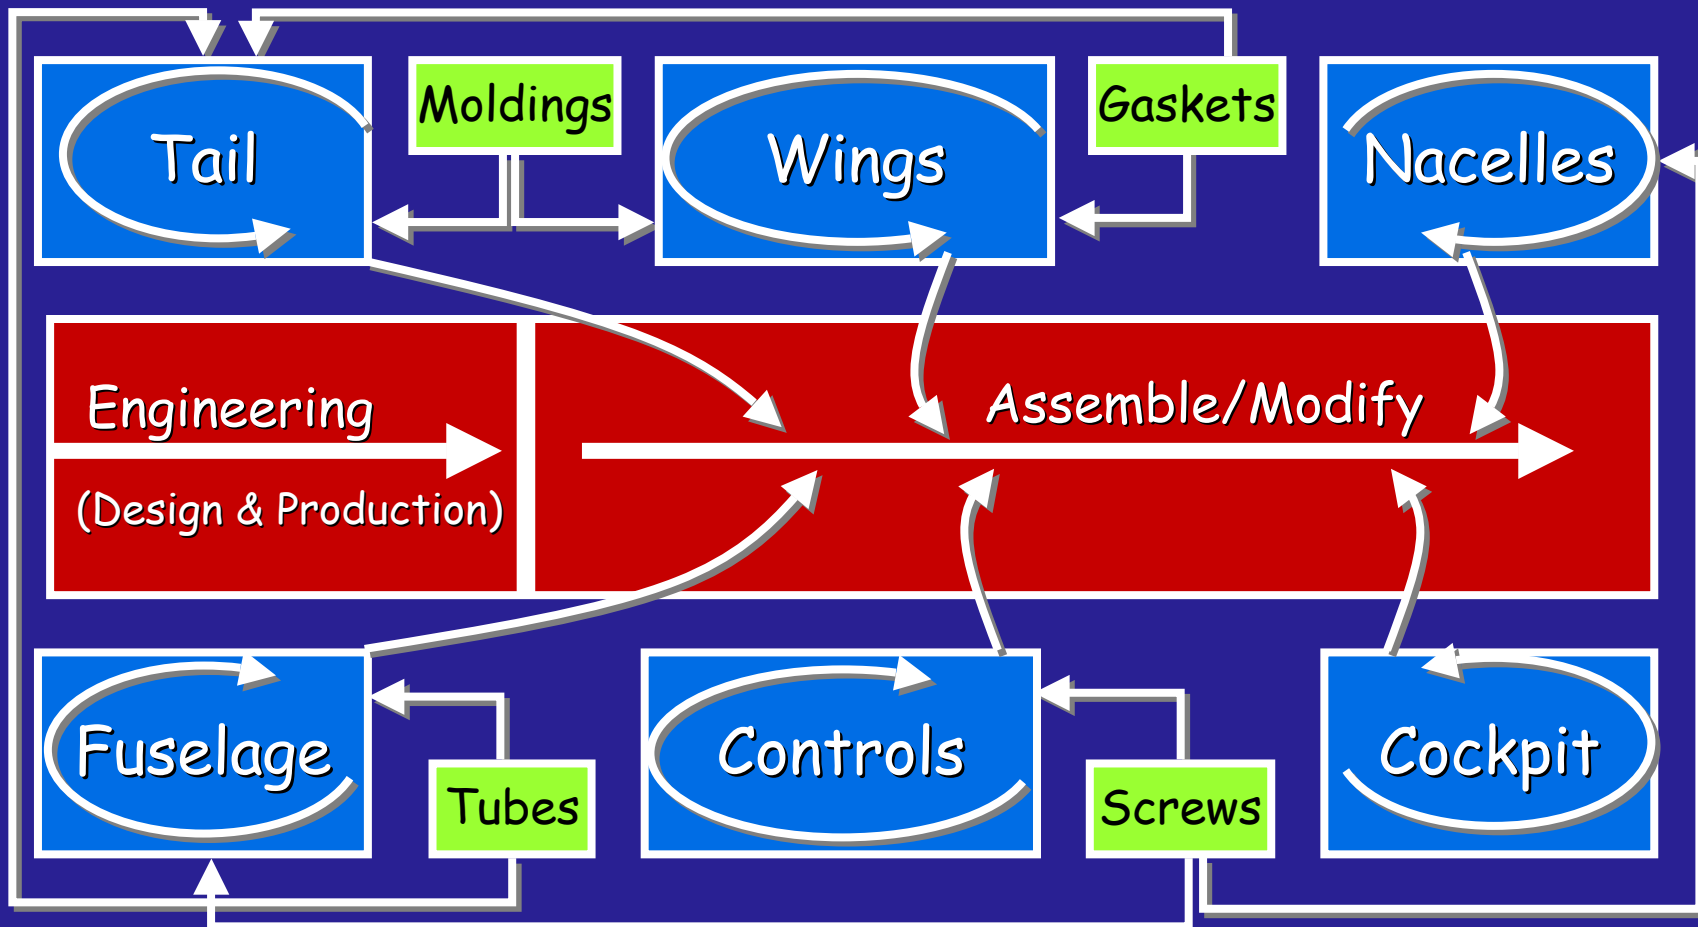 Tail
Moldings
Wings
Gaskets
Nacelles
Engineering
(Design & Production)
Assemble/Modify
Fuselage
Tubes
Controls
Screws
Cockpit